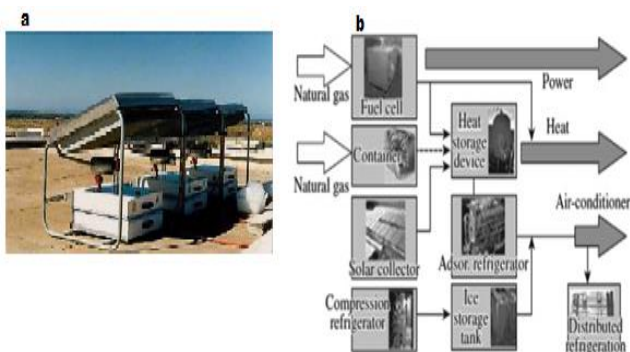 a
b
Natural gas
Fuel cell
Power
Heat
Natural gas
Container
Heat
storage
device
Air-conditioner
Solar collector
Adsor. refrigerator
Compression
refrigerator
Ice
storage
tank
Distributed
refrigeration